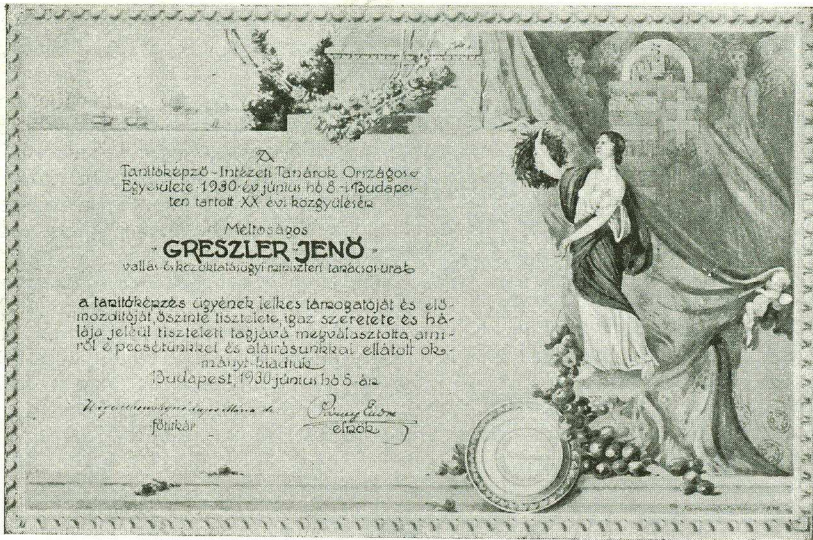 A
Tanítóképző-Intézeti Tanárok Országos
Egyesülete 1930 év június hó 8-i Budapes-
ten tartott XX évi közgyűlésén
Méltóságos
GRESZLER JENŐ
vallás és közoktatásügyi miniszteri tanácsos urat
a tanítóképzés ügyének lelkes támogatóját és elő-
mozdítóját őszinte tisztelete, igaz szeretete és há-
lája jeléül tiszteleti tagjává megválasztotta, ami-
ről e pecsétünkkel és aláírásunkkal ellátott ok-
mányt kiadtuk
Budapest, 1930 június hó 8-án
főtitkár
elnök